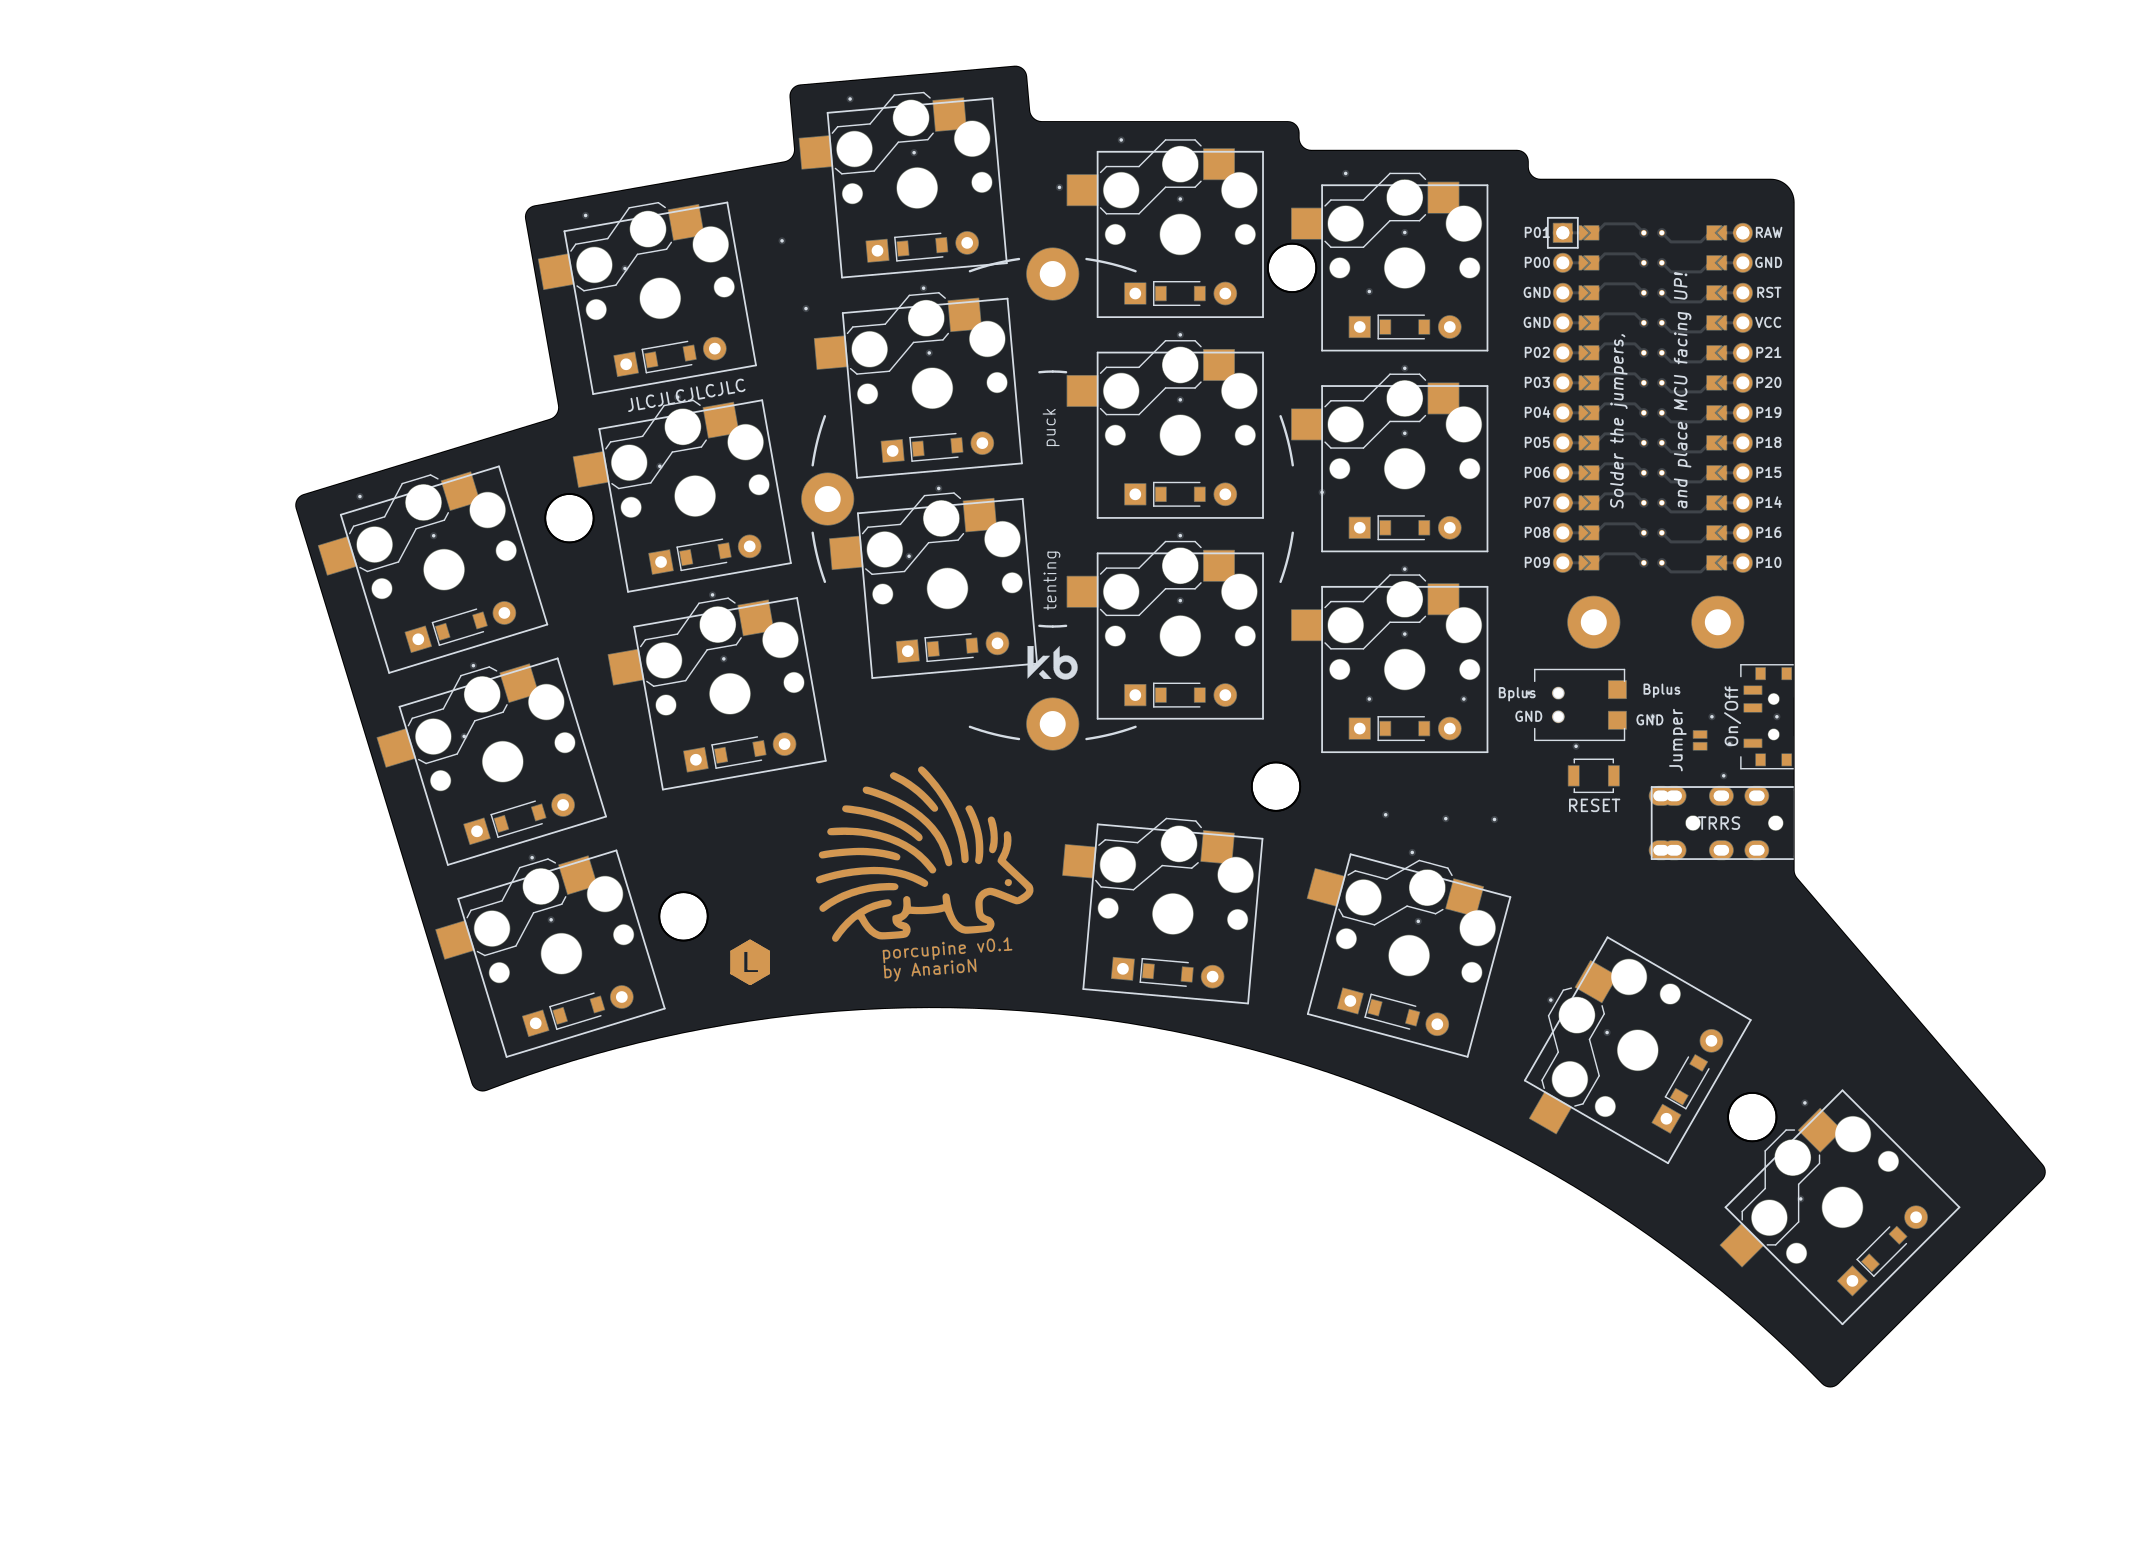 JLCJLCJLCJLC
puck
tenting
kb
P01 RAW
P00 GND
GND RST
GND VCC
P02 P21
P03 P20
P04 P19
P05 P18
P06 P15
P07 P14
P08 P16
P09 P10
Solder the jumpers,
and place MCU facing UP!
Bplus Bplus
GND GND
Jumper
On/Off
RESET
TRRS
L
porcupine v0.1
by AnarioN